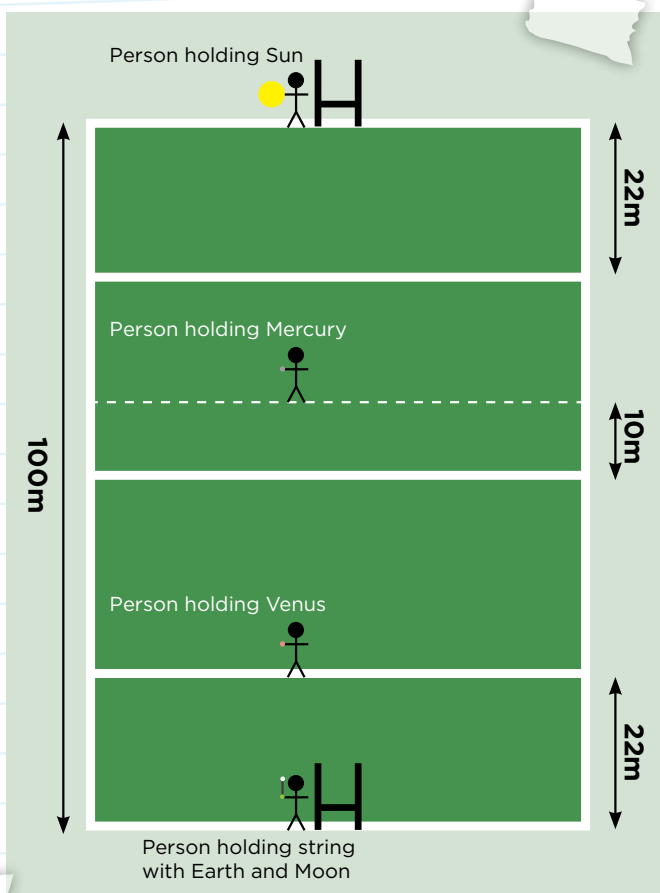 Person holding Sun
22m
Person holding Mercury
10m
100m
Person holding Venus
22m
Person holding string
with Earth and Moon